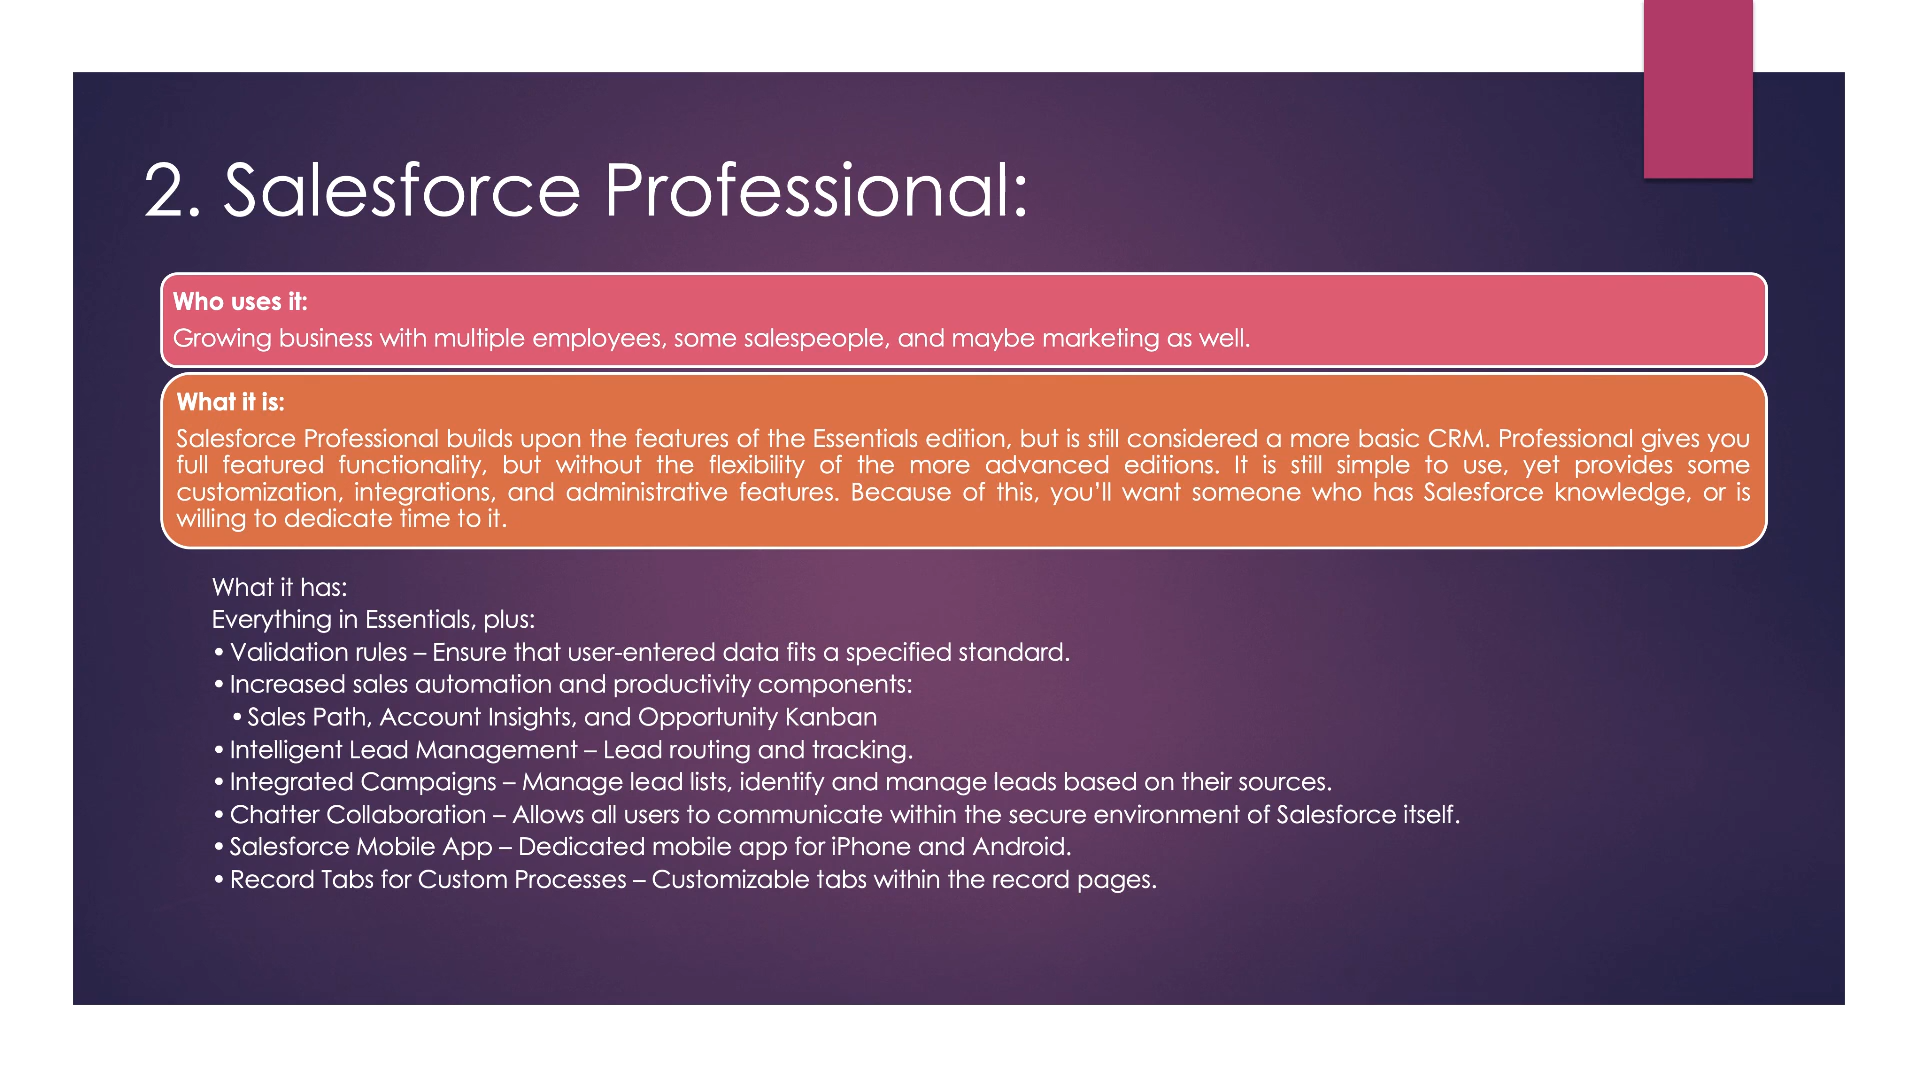 2. Salesforce Professional:
Who uses it:
Growing business with multiple employees, some salespeople, and maybe marketing as well.
What it is:
Salesforce Professional builds upon the features of the Essentials edition, but is still considered a more basic CRM. Professional gives you
full featured functionality, but without the flexibility of the more advanced editions. It is still simple to use, yet provides some
customization, integrations, and administrative features. Because of this, you’ll want someone who has Salesforce knowledge, or is
willing to dedicate time to it.
What it has:
Everything in Essentials, plus:
• Validation rules – Ensure that user-entered data fits a specified standard.
• Increased sales automation and productivity components:
• Sales Path, Account Insights, and Opportunity Kanban
• Intelligent Lead Management – Lead routing and tracking.
• Integrated Campaigns – Manage lead lists, identify and manage leads based on their sources.
• Chatter Collaboration – Allows all users to communicate within the secure environment of Salesforce itself.
• Salesforce Mobile App – Dedicated mobile app for iPhone and Android.
• Record Tabs for Custom Processes – Customizable tabs within the record pages.